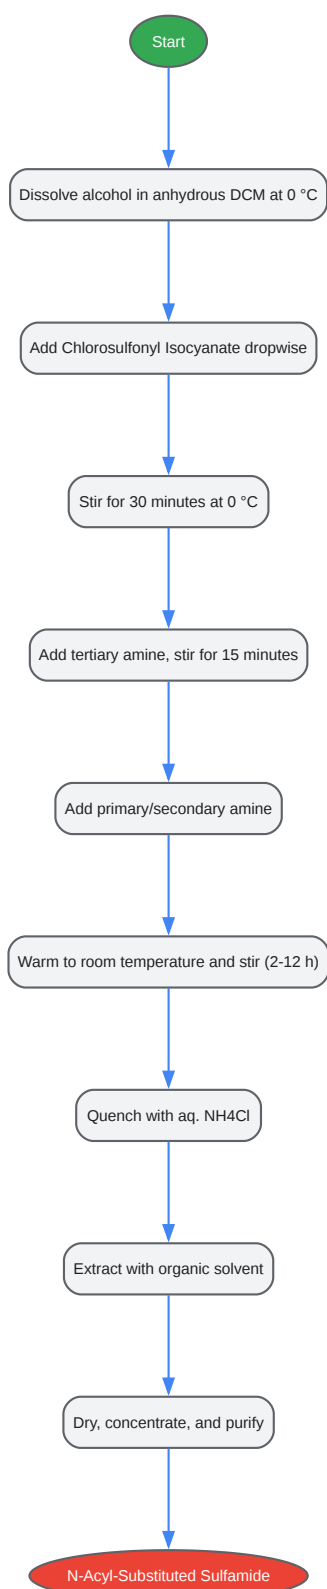 Start
Dissolve alcohol in anhydrous DCM at 0 °C
Add Chlorosulfonyl Isocyanate dropwise
Stir for 30 minutes at 0 °C
Add tertiary amine, stir for 15 minutes
Add primary/secondary amine
Warm to room temperature and stir (2-12 h)
Quench with aq. NH4Cl
Extract with organic solvent
Dry, concentrate, and purify
N-Acyl-Substituted Sulfamide